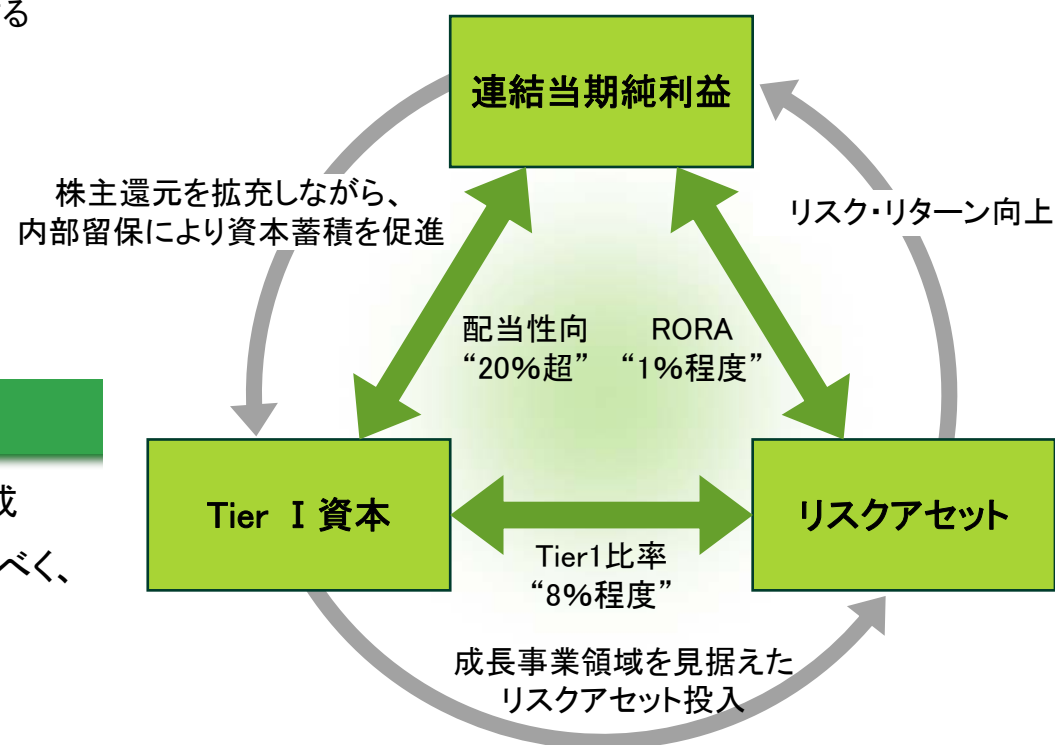 る
連結当期純利益
株主還元を拡充しながら、
内部留保により資本蓄積を促進
リスク・リターン向上
配当性向
“20%超”
RORA
“1%程度”
Tier Ⅰ資本
リスクアセット
Tier1比率
“8%程度”
べく、
成長事業領域を見据えた
リスクアセット投入